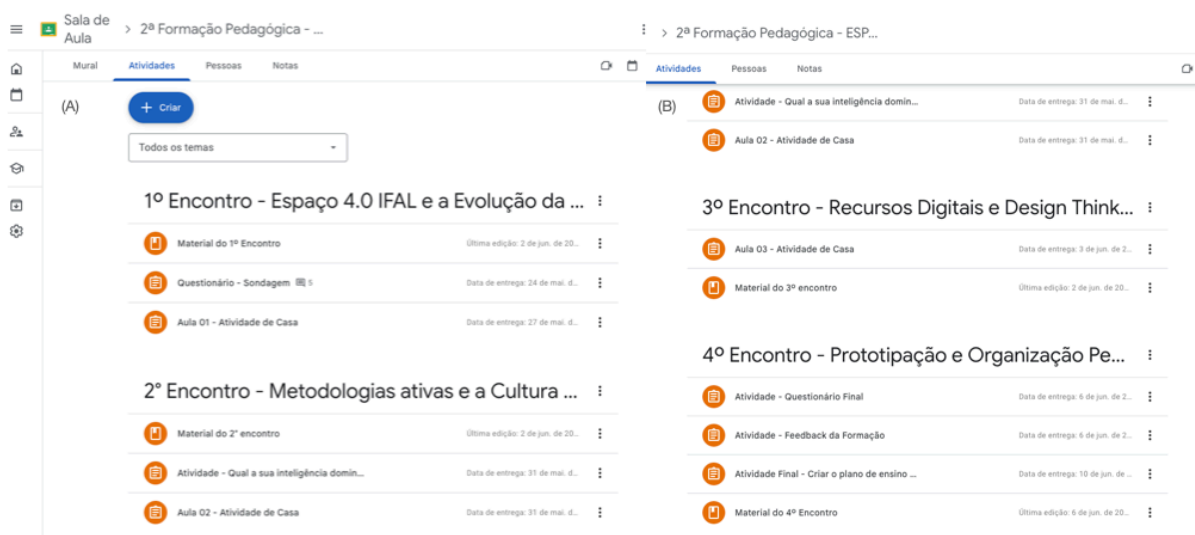 Sala de Aula
2ª Formação Pedagógica - ...
Mural Atividades Pessoas Notas
(A)
+ Criar
Todos os temas
1º Encontro - Espaço 4.0 IFAL e a Evolução da ...
Material do 1º Encontro Última edição: 2 de jun. de 20...
Questionário - Sondagem 5 Data de entrega: 24 de mai. d...
Aula 01 - Atividade de Casa Data de entrega: 27 de mai. d...
2° Encontro - Metodologias ativas e a Cultura ...
Material do 2° encontro Última edição: 2 de jun. de 20...
Atividade - Qual a sua inteligência domin... Data de entrega: 31 de mai. d...
Aula 02 - Atividade de Casa Data de entrega: 31 de mai. d...
2ª Formação Pedagógica - ESP...
Atividades Pessoas Notas
(B)
Atividade - Qual a sua inteligência domin... Data de entrega: 31 de mai. d...
Aula 02 - Atividade de Casa Data de entrega: 31 de mai. d...
3º Encontro - Recursos Digitais e Design Think...
Aula 03 - Atividade de Casa Data de entrega: 3 de jun. de 2...
Material do 3º encontro Última edição: 2 de jun. de 20...
4º Encontro - Prototipação e Organização Pe...
Atividade - Questionário Final Data de entrega: 6 de jun. de 2...
Atividade - Feedback da Formação Data de entrega: 6 de jun. de 2...
Atividade Final - Criar o plano de ensino ... Data de entrega: 10 de jun. de ...
Material do 4º Encontro Última edição: 6 de jun. de 20...